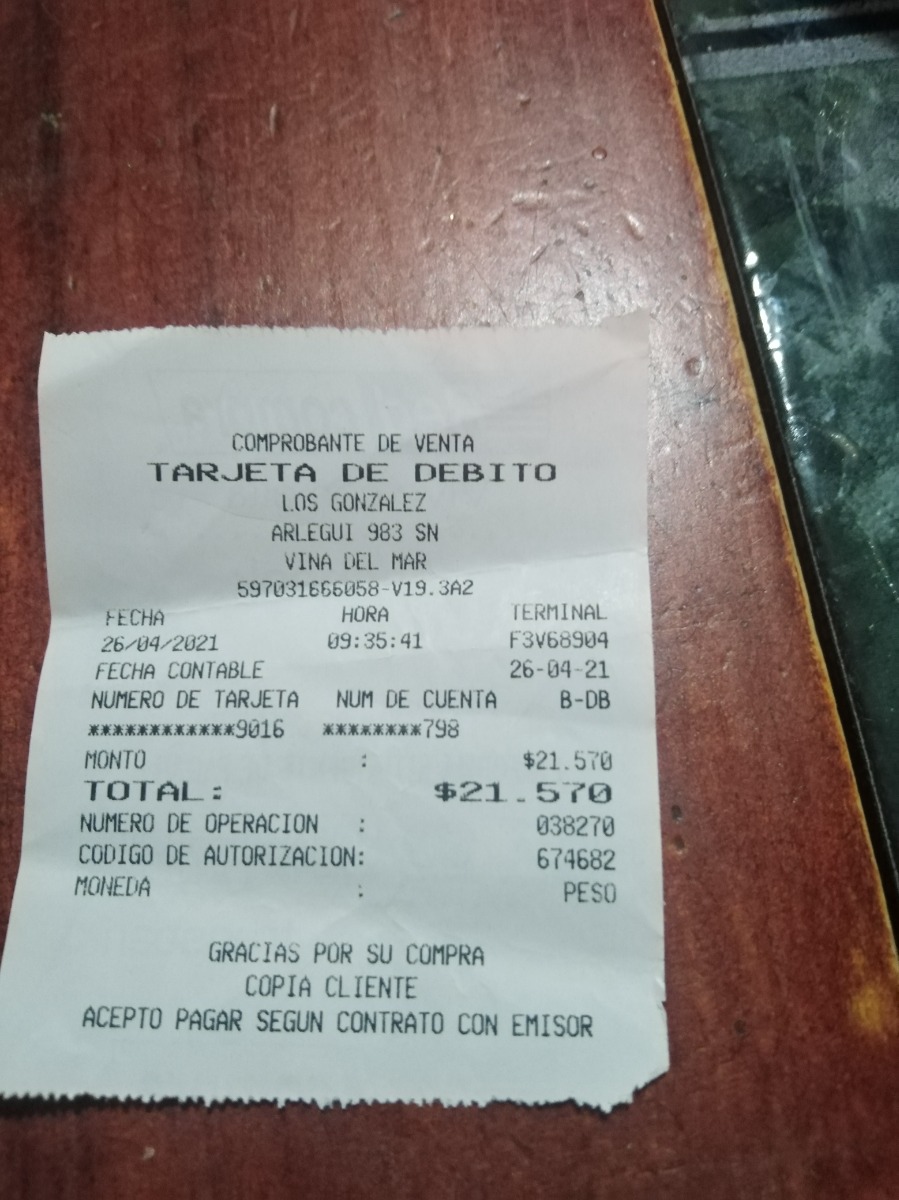 COMPROBANTE DE VENTA
TARJETA DE DEBITO
LOS GONZALEZ
ARLEGUI 983 SN
VINA DEL MAR
597031666058-V19.3A2
FECHA HORA TERMINAL
26/04/2021 09:35:41 F3V68904
FECHA CONTABLE 26-04-21
NUMERO DE TARJETA NUM DE CUENTA B-DB
************9016 ********798
MONTO : $21.570
TOTAL: $21.570
NUMERO DE OPERACION : 038270
CODIGO DE AUTORIZACION: 674682
MONEDA : PESO
GRACIAS POR SU COMPRA
COPIA CLIENTE
ACEPTO PAGAR SEGUN CONTRATO CON EMISOR